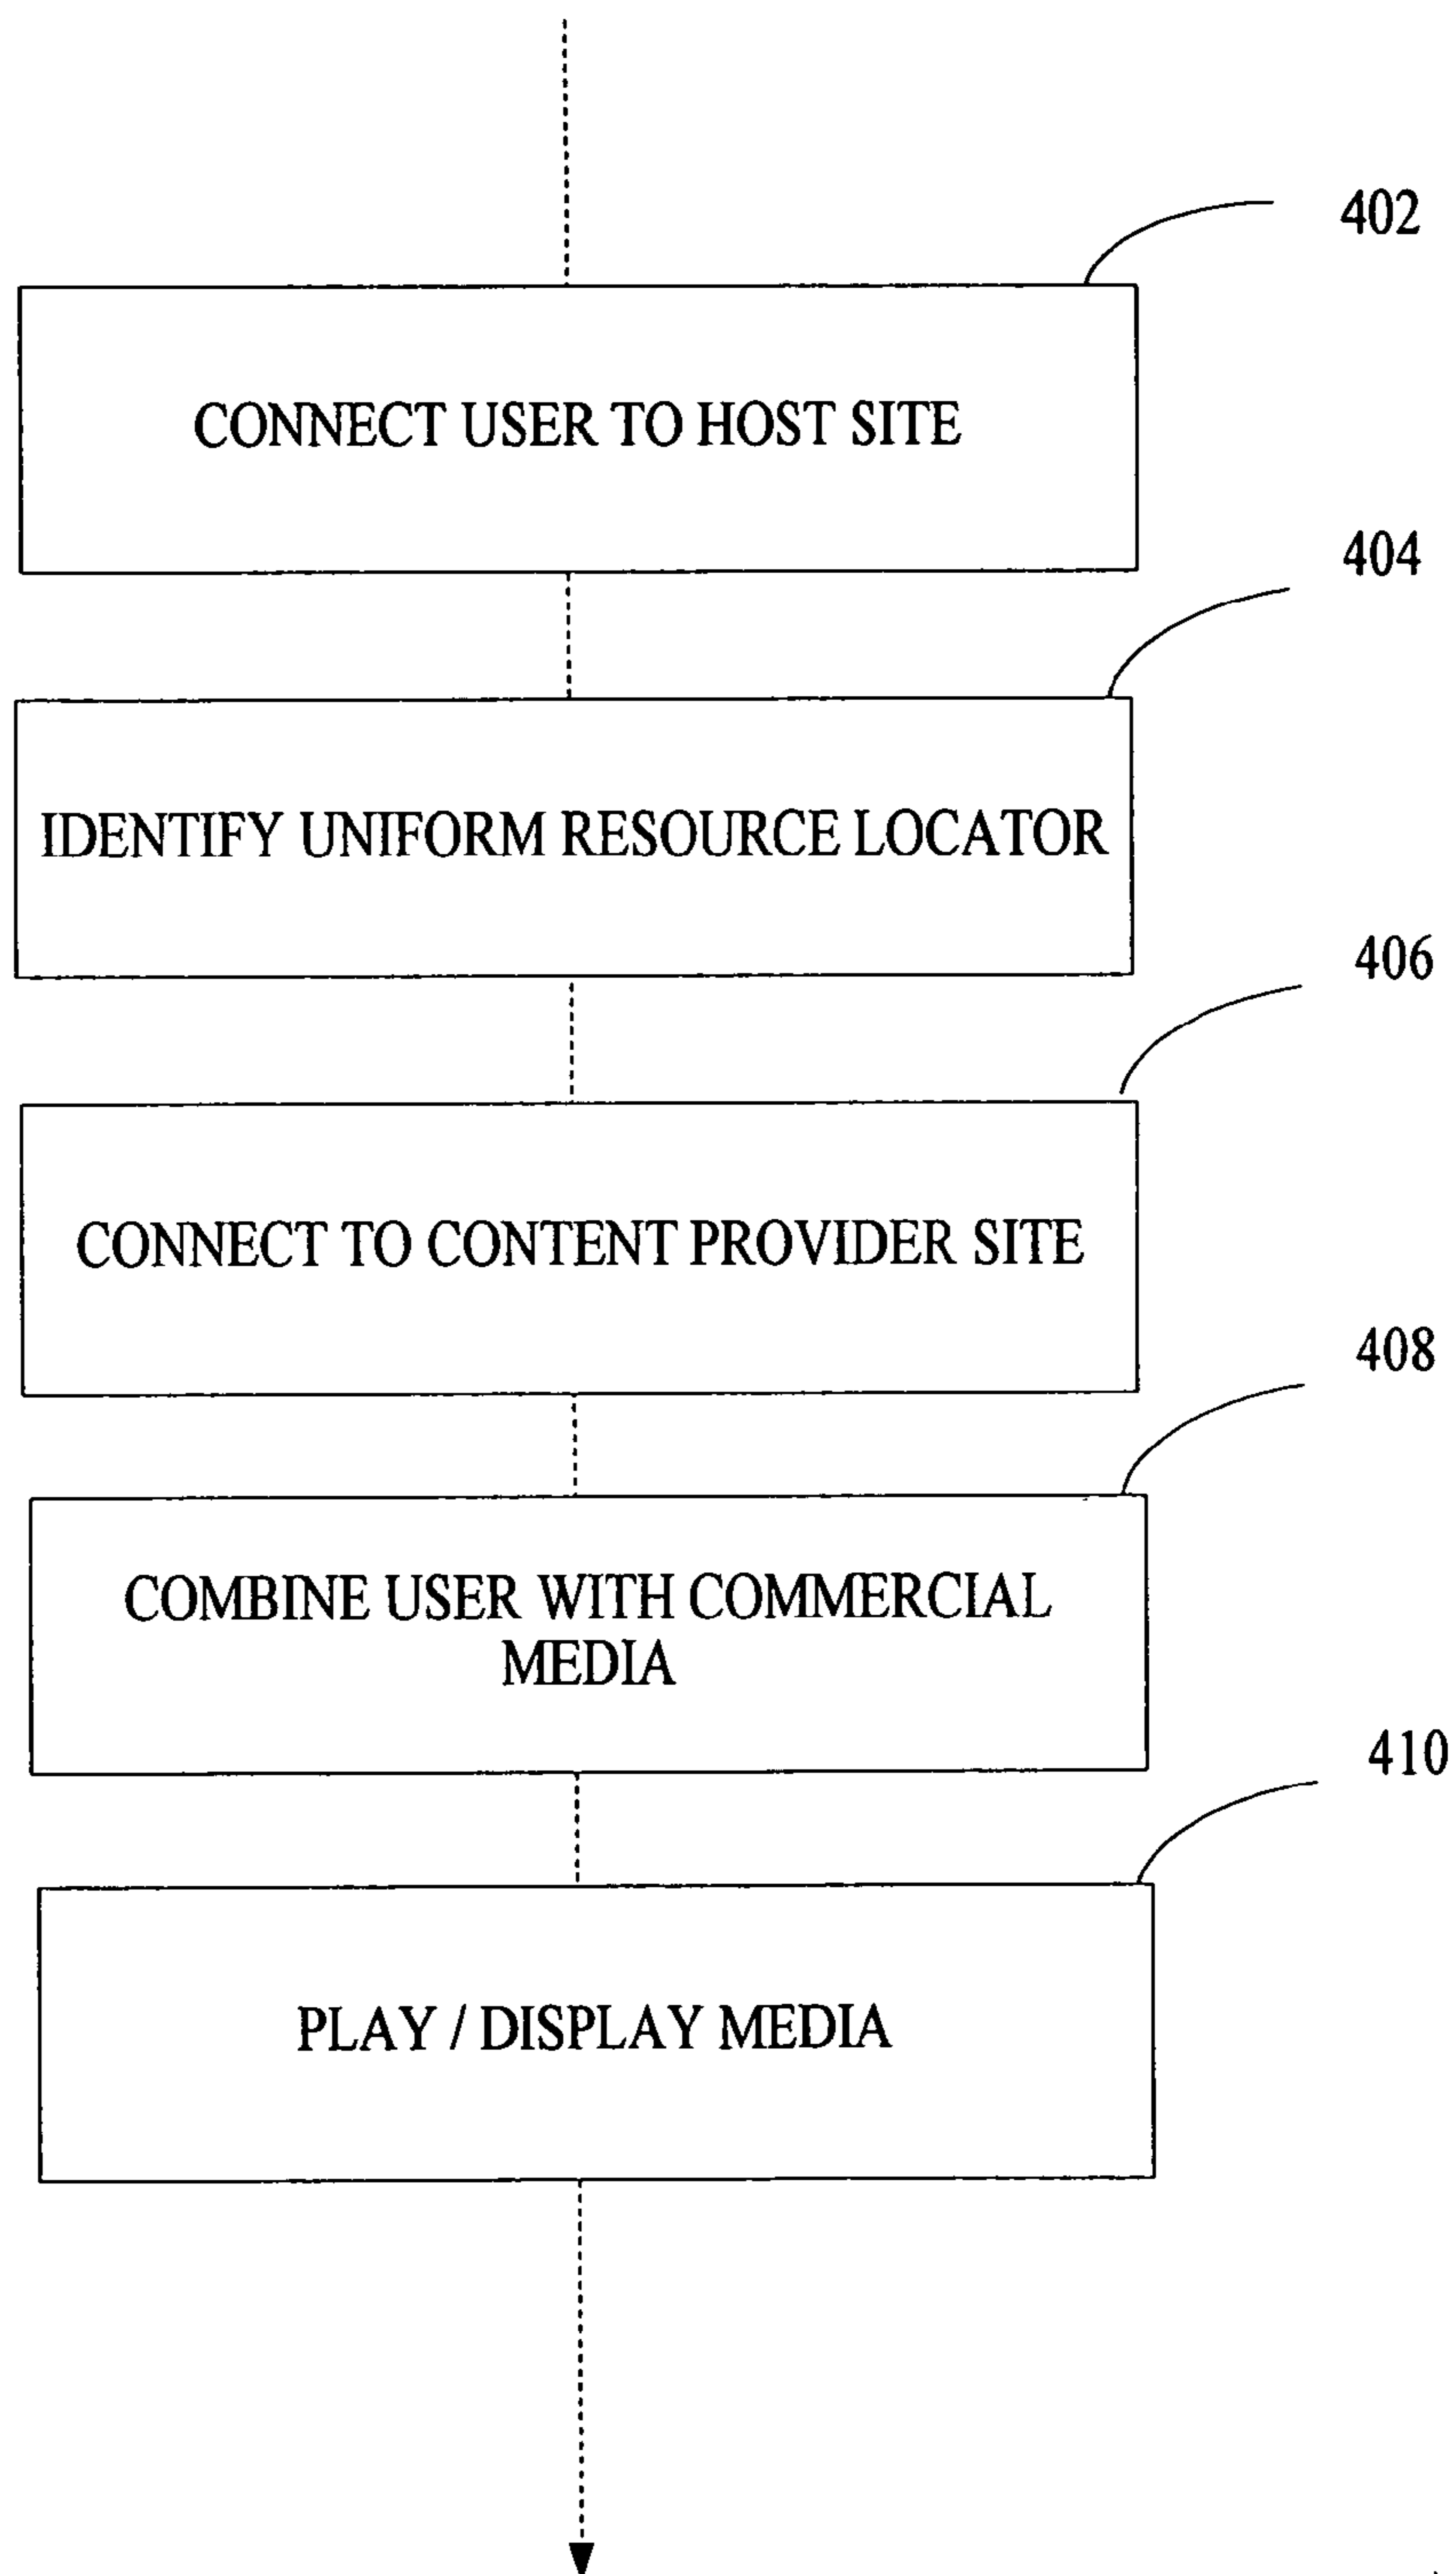 402
CONNECT USER TO HOST SITE
404
IDENTIFY UNIFORM RESOURCE LOCATOR
406
CONNECT TO CONTENT PROVIDER SITE
408
COMBINE USER WITH COMMERCIAL
MEDIA
410
PLAY / DISPLAY MEDIA